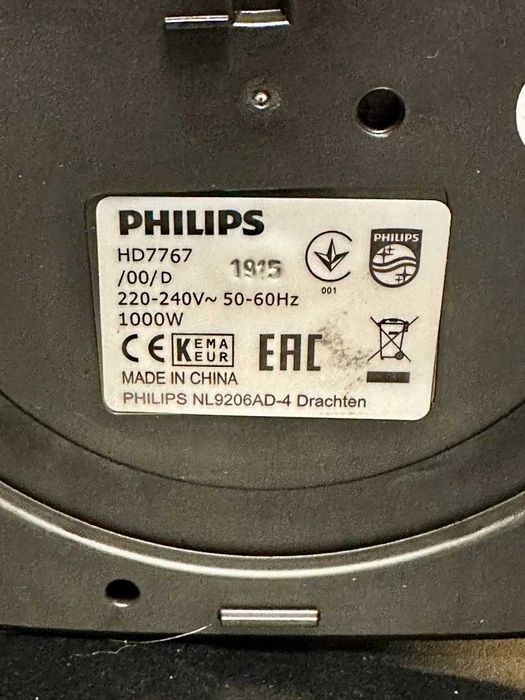 PHILIPS
HD7767
/00/D
1915
001
PHILIPS
220-240V~ 50-60Hz
1000W
CE KEMA EUR EAC
MADE IN CHINA
PHILIPS NL9206AD-4 Drachten